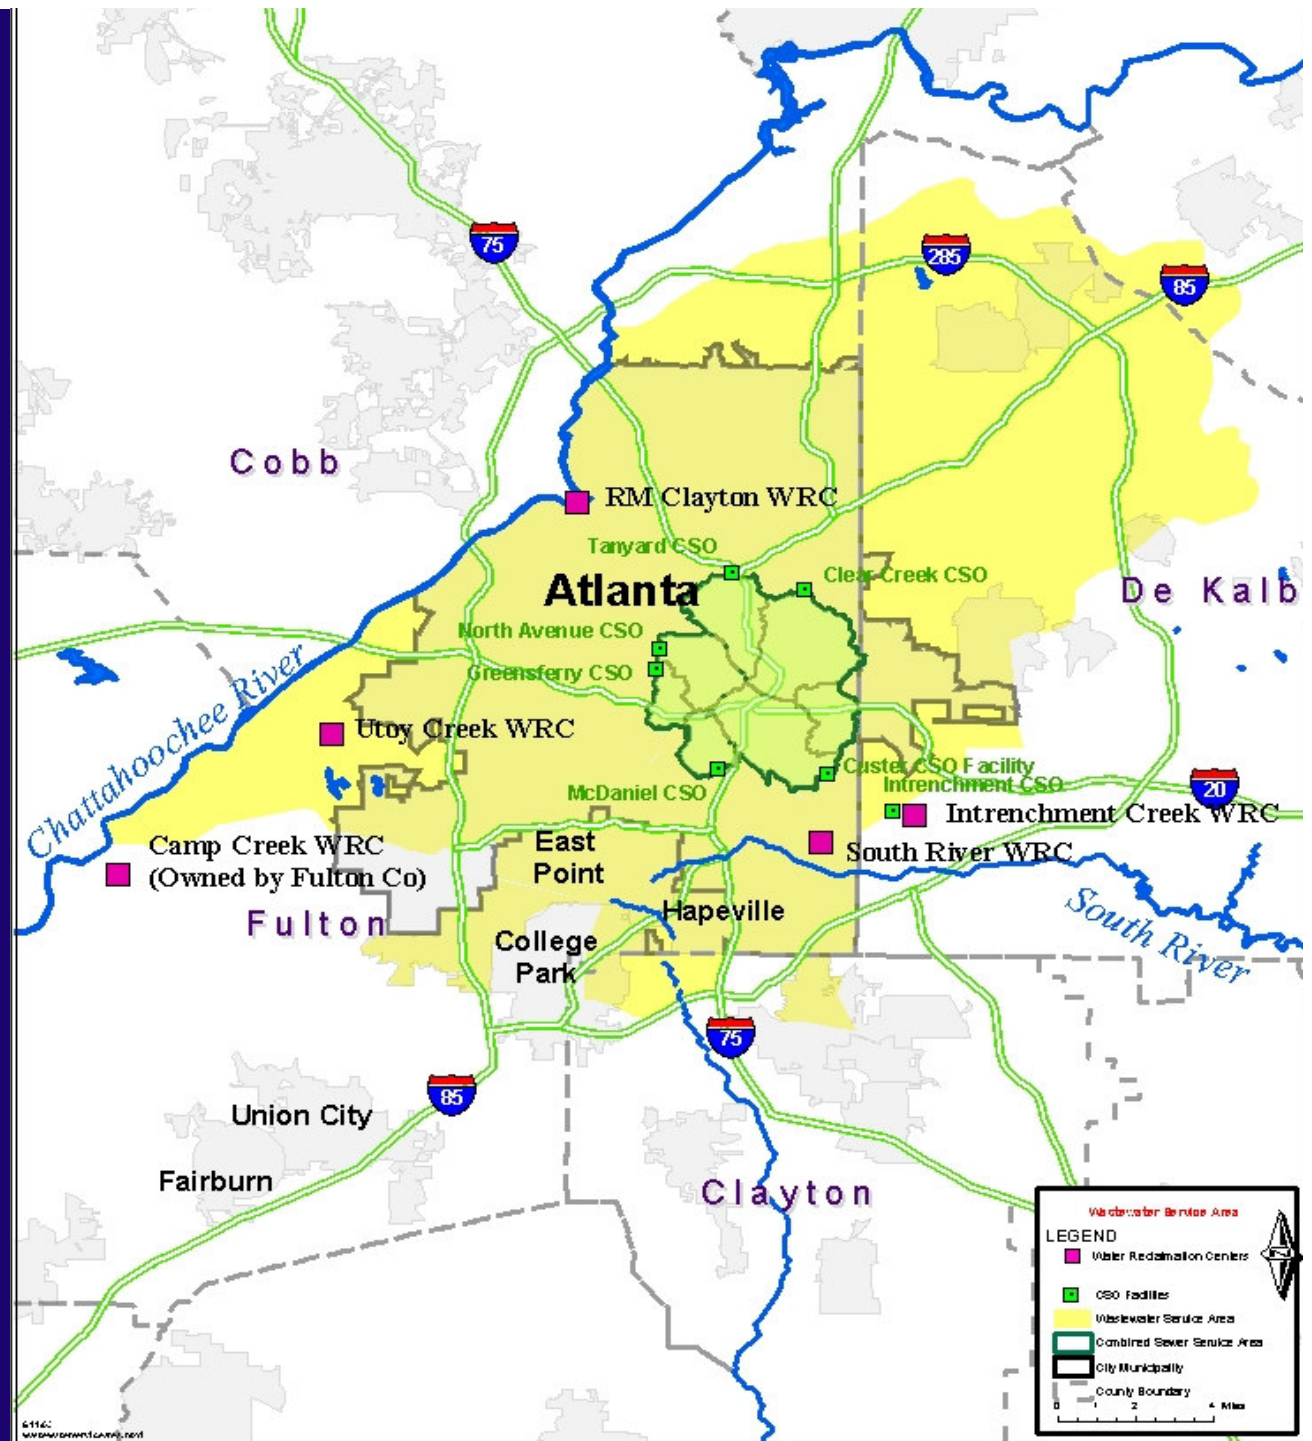 75
285
85
Cobb
RM Clayton WRC
Tanyard CSO
Clear Creek CSO
Atlanta
De Kalb
North Avenue CSO
Greensferry CSO
Chattahoochee River
Utoy Creek WRC
Custer CSO Facility
McDaniel CSO
Intrenchment CSO
20
Intrenchment Creek WRC
Camp Creek WRC
(Owned by Fulton Co)
East
Point
South River WRC
Fulton
Hapeville
College
Park
South River
75
85
Union City
Fairburn
Clayton
Wastewater Service Area
LEGEND
Water Reclamation Centers
CSO Facilities
Wastewater Service Area
Combined Sewer Service Area
City Municipality
County Boundary
0 1 2 4 Miles